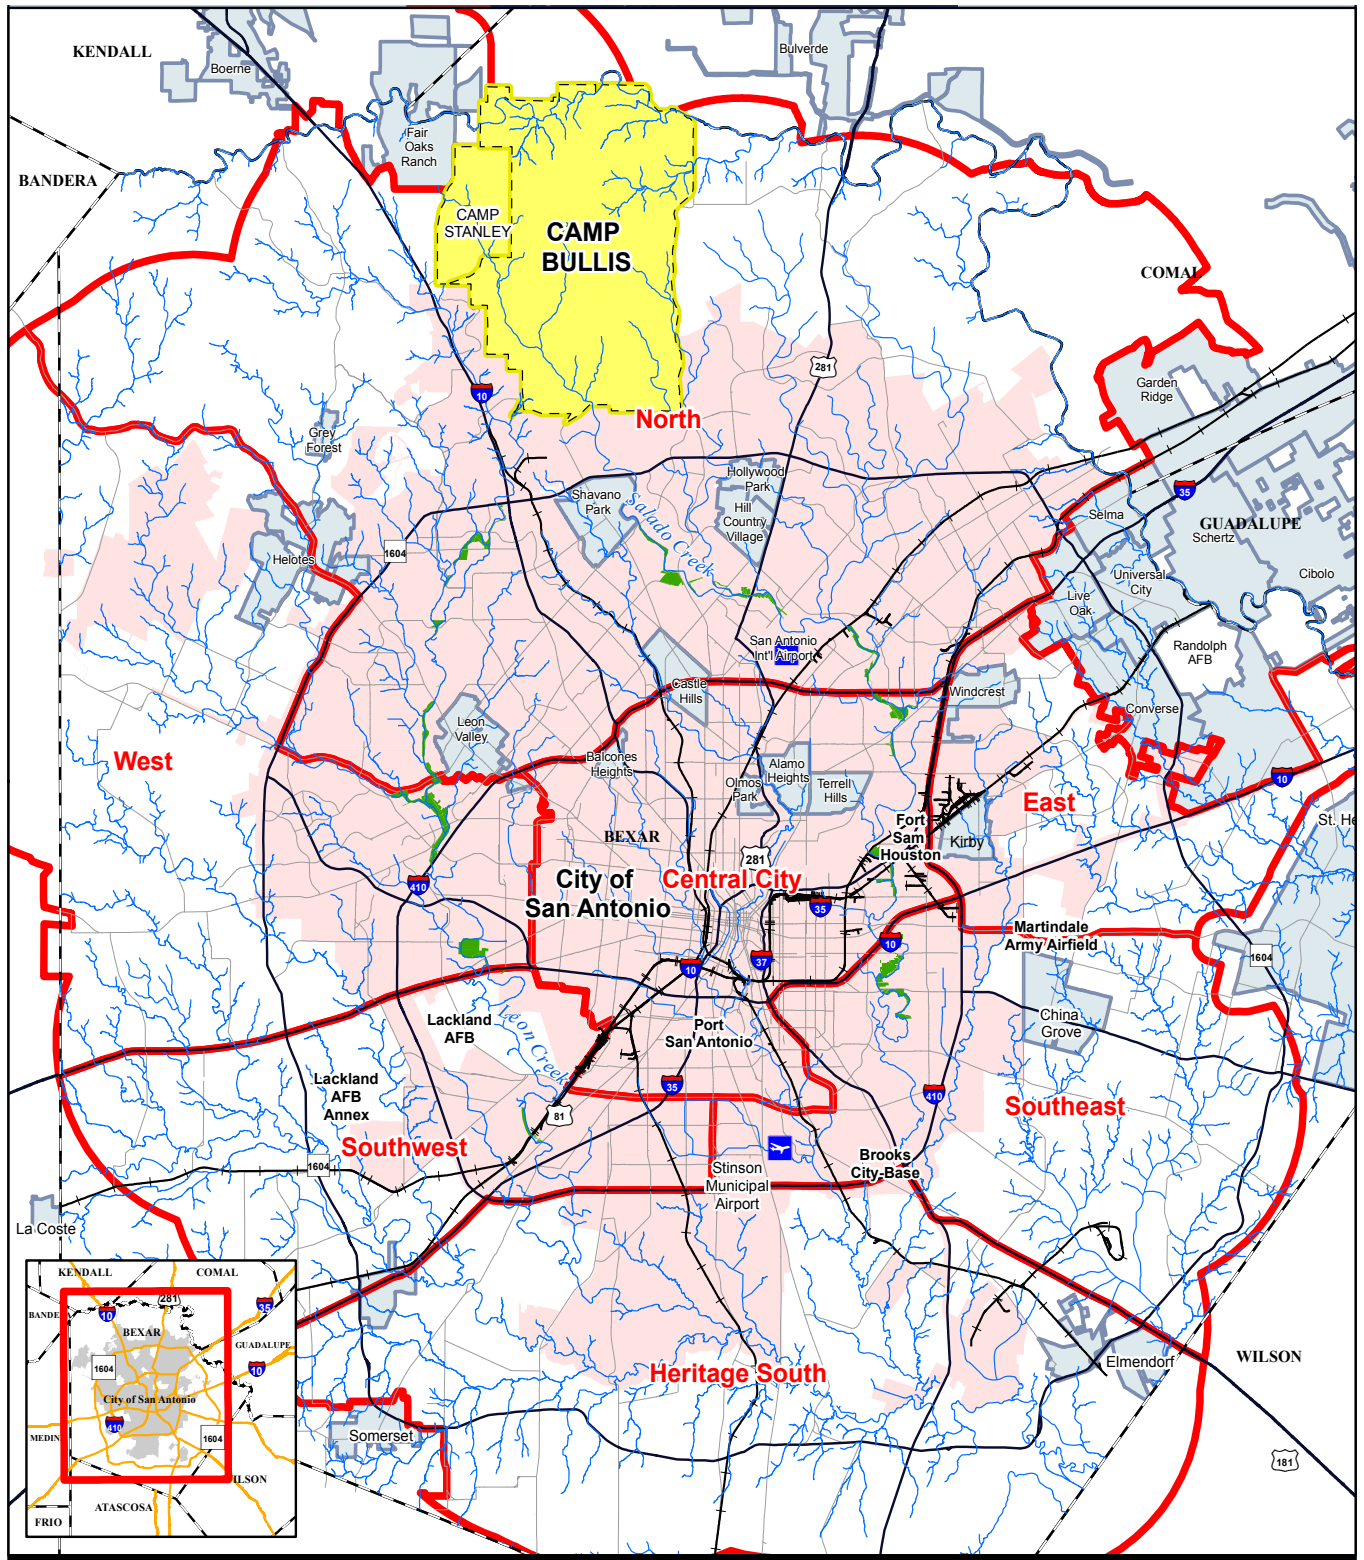 KENDALL
Boerne
Bulverde
Fair
Oaks
Ranch
BANDERA
CAMP
STANLEY
CAMP
BULLIS
COMAL
281
Garden
Ridge
10
North
Grey
Forest
Hollywood
Park
Shavano
Park
Hill
Country
Village
Salado Creek
35
Selma
GUADALUPE
Schertz
1604
Helotes
Universal
City
Cibolo
Live
Oak
San Antonio
Int'l Airport
Randolph
AFB
Castle
Hills
Windcrest
Converse
Leon
Valley
West
Balcones
Heights
Alamo
Heights
Olmos
Park
Terrell
Hills
10
East
BEXAR
Fort
Sam
Houston
Kirby
St. He
281
410
City of
San Antonio
Central City
35
Martindale
Army Airfield
10
1604
37
10
Lackland
AFB
Leon Creek
Port
San Antonio
China
Grove
Lackland
AFB
Annex
35
410
81
Southeast
Southwest
1604
Brooks
City-Base
Stinson
Municipal
Airport
La Coste
KENDALL
COMAL
281
35
10
BANDE
BEXAR
GUADALUPE
1604
10
City of San Antonio
410
MEDIN
1604
ILSON
ATASCOSA
FRIO
Heritage South
Elmendorf
WILSON
Somerset
181